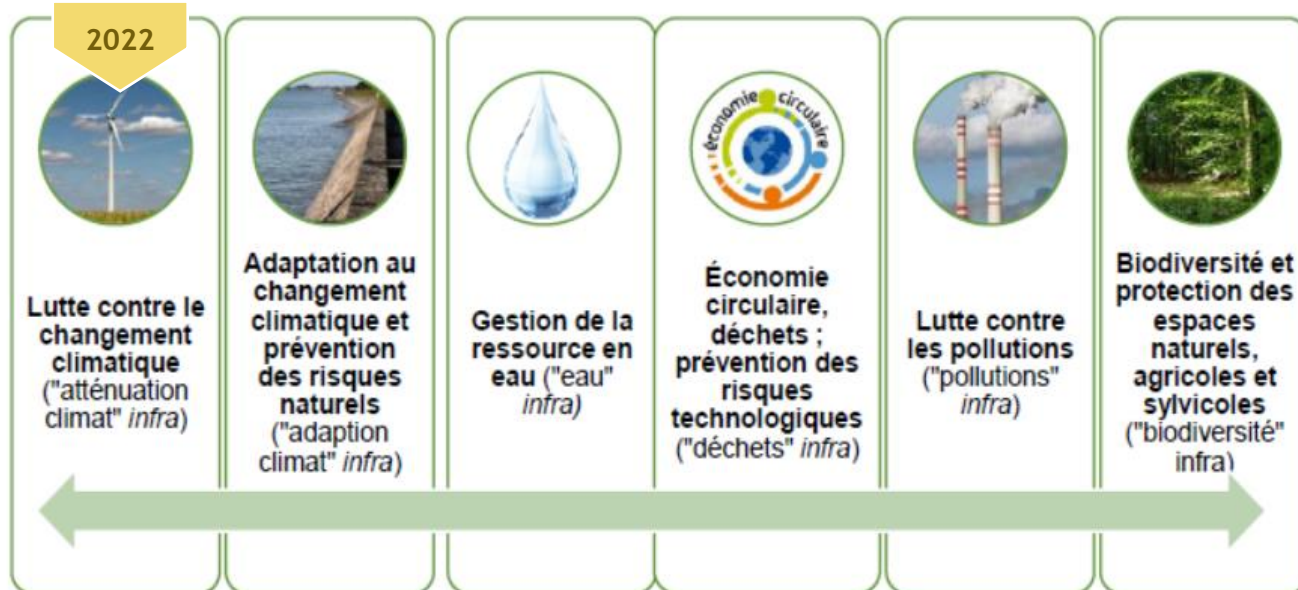 2022
économie circulaire
Lutte contre le
changement
climatique
("atténuation
climat" infra)
Adaptation au
changement
climatique et
prévention
des risques
naturels
("adaption
climat" infra)
Gestion de la
ressource en
eau ("eau"
infra)
Économie
circulaire,
déchets ;
prévention des
risques
technologiques
("déchets" infra)
Lutte contre
les pollutions
("pollutions"
infra)
Biodiversité et
protection des
espaces
naturels,
agricoles et
sylvicoles
("biodiversité"
infra)